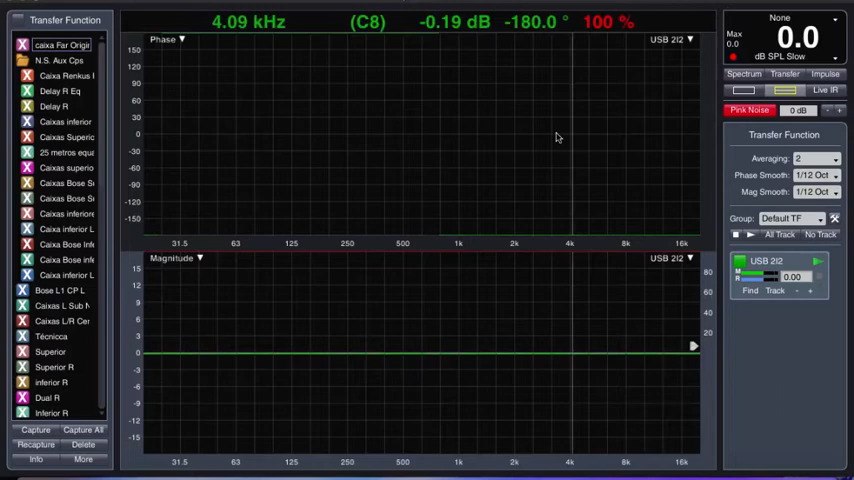 Transfer Function
caixa Far Origir
N.S. Aux Cps
Caixa Renkus I
Delay R Eq
Delay R
Caixas inferior
Caixas Superic
25 metros equa
Caixas superio
Caixas Bose S
Caixas Bose S
Caixas inferiore
Caixa inferior L
Caixa Bose Infe
Caixa Bose infe
Caixa inferior L
Bose L1 CP L
Caixas L Sub N
Caixas L/R Cer
Técnicca
Superior
Superior R
inferior R
Dual R
Inferior R
Capture
Capture All
Recapture
Delete
Info
More
4.09 kHz (C8) -0.19 dB -180.0 ° 100 %
Phase
USB 2I2
150
120
90
60
30
0
-30
-60
-90
-120
-150
31.5 63 125 250 500 1k 2k 4k 8k 16k
Magnitude
USB 2I2
15
12
9
6
3
0
-3
-6
-9
-12
-15
80
60
40
20
31.5 63 125 250 500 1k 2k 4k 8k 16k
None
Max
0.0
0.0
dB SPL Slow
Spectrum Transfer Impulse
Live IR
Pink Noise 0 dB - +
Transfer Function
Averaging: 2
Phase Smooth: 1/12 Oct
Mag Smooth: 1/12 Oct
Group: Default TF
All Track No Track
USB 2I2
M
R
0.00
Find Track - +